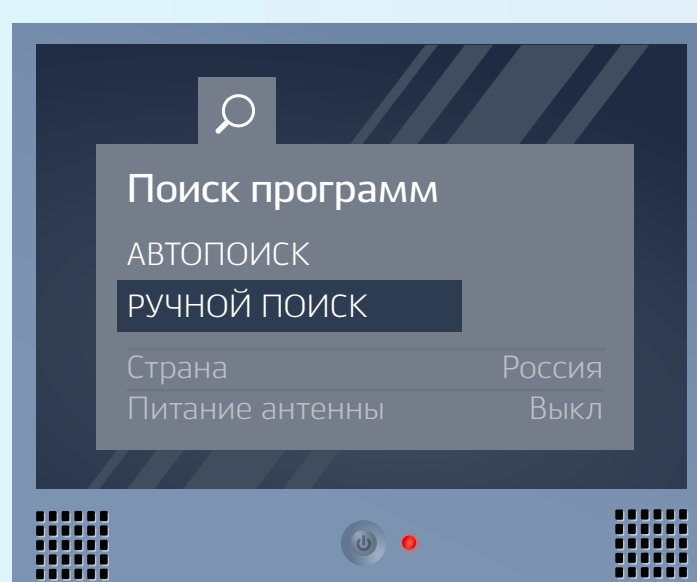 Поиск программ
АВТОПОИСК
РУЧНОЙ ПОИСК
Страна Россия
Питание антенны Выкл